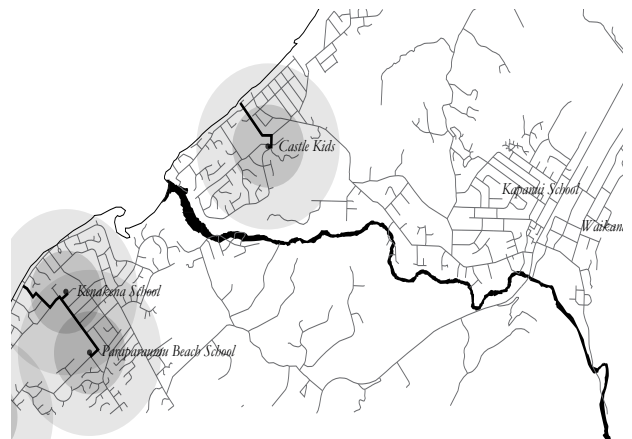 Castle Kids
Kapanui School
Waikana
Kenakena School
Paraparaumu Beach School